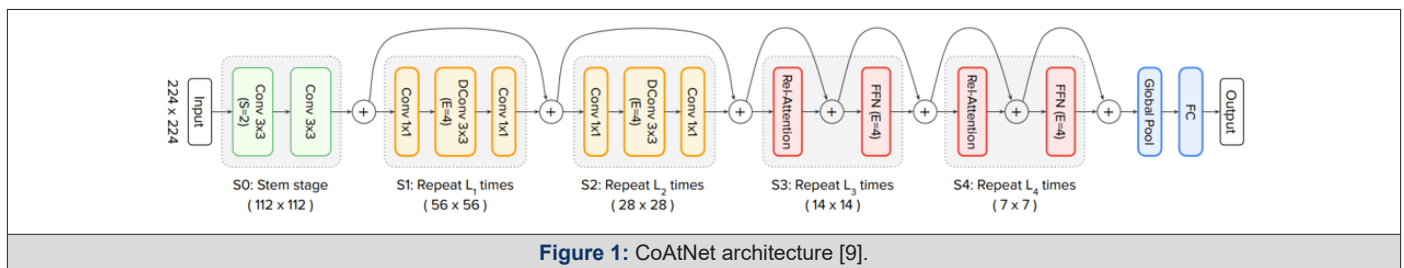 224 x 224
Input
Conv 3x3
(S=2)
Conv 3x3
+
Conv 1x1
DConv 3x3
(E=4)
Conv 1x1
+
Conv 1x1
DConv 3x3
(E=4)
Conv 1x1
+
Rel-Attention
+
FFN (E=4)
+
Rel-Attention
+
FFN (E=4)
+
Global Pool
FC
Output
S0: Stem stage
( 112 x 112 )
S1: Repeat L₁ times
( 56 x 56 )
S2: Repeat L₂ times
( 28 x 28 )
S3: Repeat L₃ times
( 14 x 14 )
S4: Repeat L₄ times
( 7 x 7 )
Figure 1: CoAtNet architecture [9].